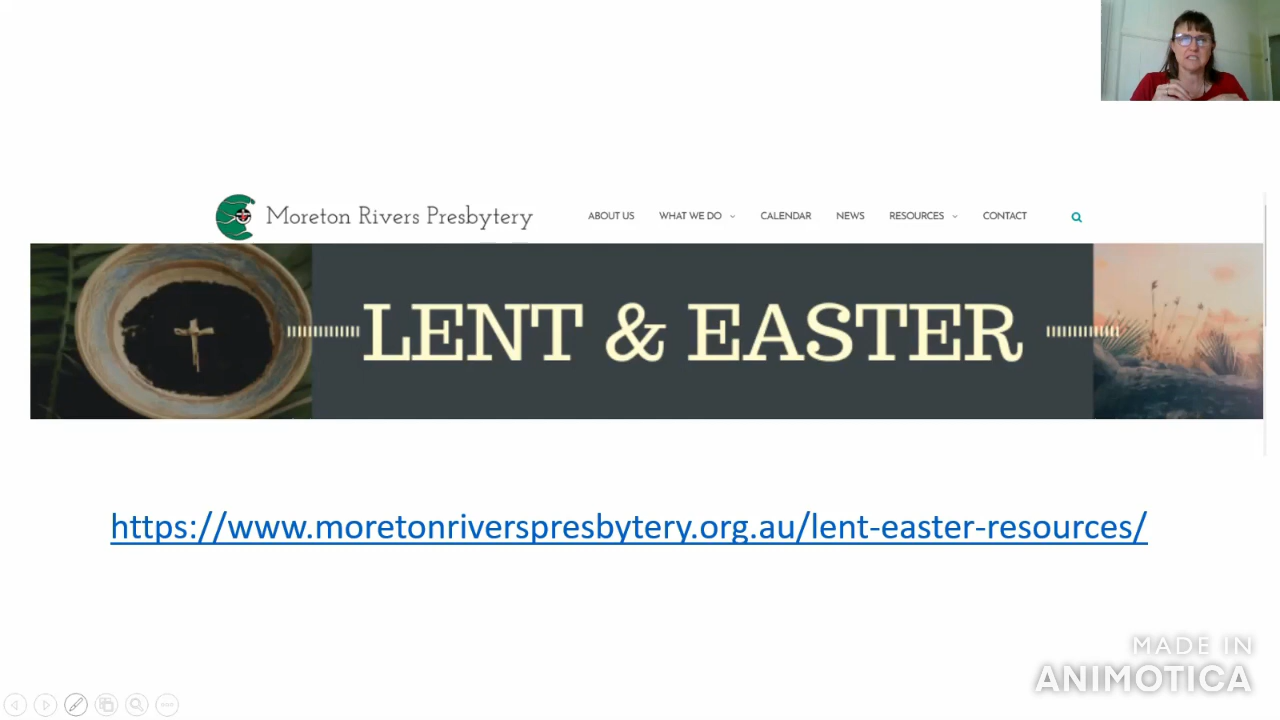 Moreton Rivers Presbytery
ABOUT US WHAT WE DO CALENDAR NEWS RESOURCES CONTACT
LENT & EASTER
https://www.moretonriverspresbytery.org.au/lent-easter-resources/
MADE IN
ANIMOTICA